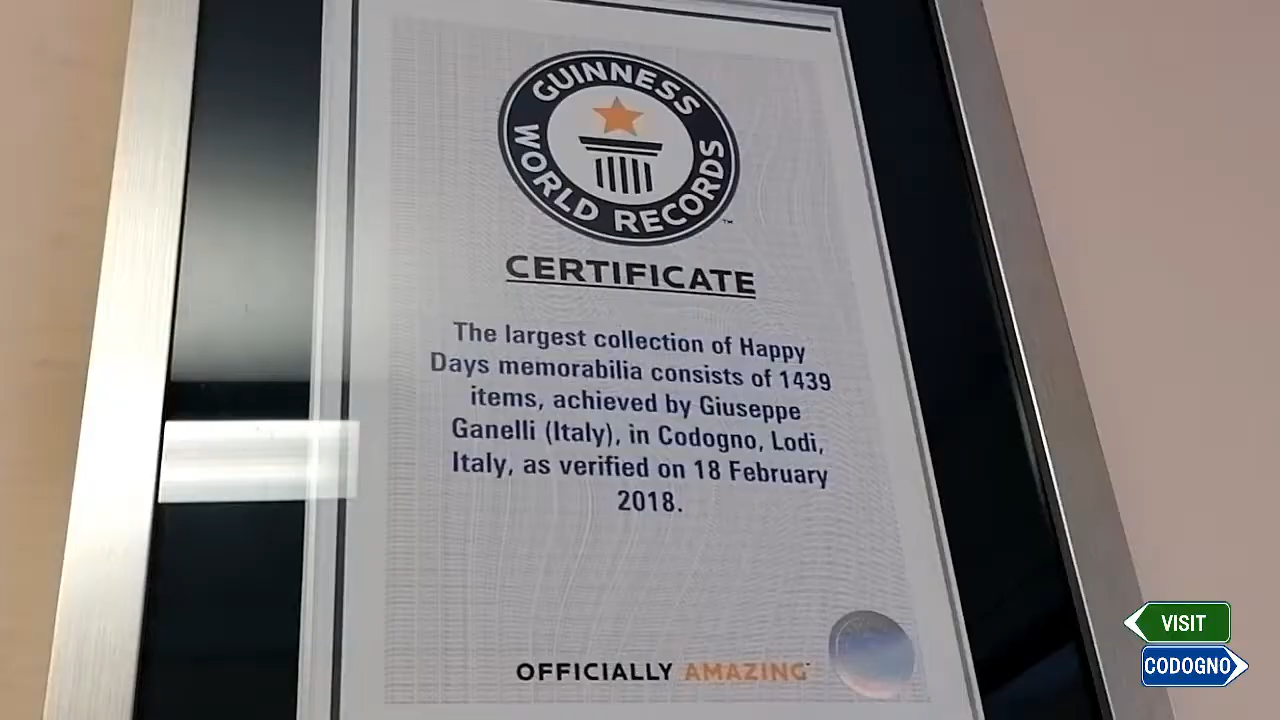 GUINNESS
WORLD RECORDS
™
CERTIFICATE
The largest collection of Happy
Days memorabilia consists of 1439
items, achieved by Giuseppe
Ganelli (Italy), in Codogno, Lodi,
Italy, as verified on 18 February
2018.
OFFICIALLY AMAZING
VISIT
CODOGNO